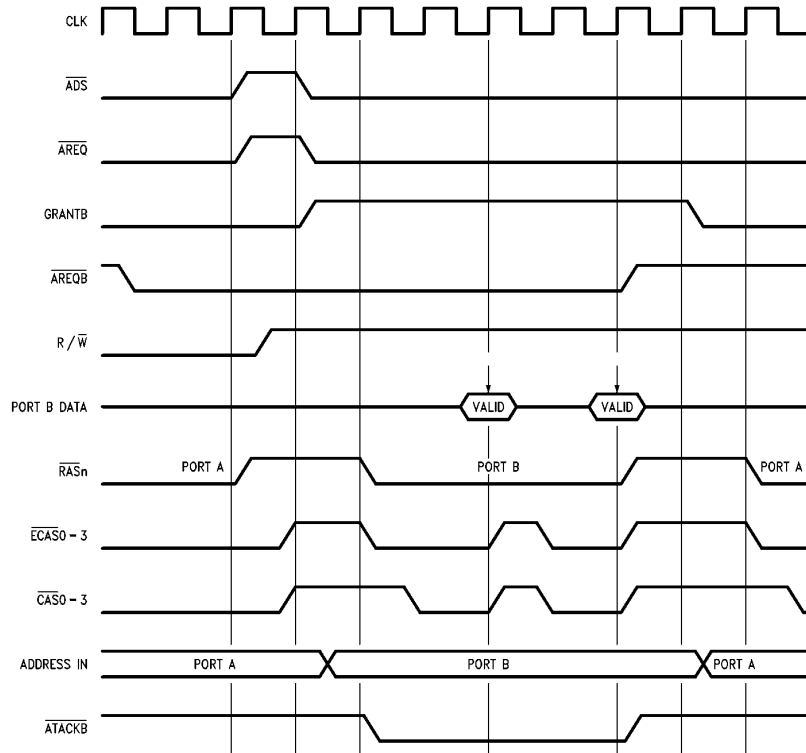 CLK
ADS
AREQ
GRANTB
AREQB
R / W
PORT B DATA VALID VALID
RASn PORT A PORT B PORT A
ECAS0 – 3
CAS0 – 3
ADDRESS IN PORT A PORT B PORT A
ATACKB